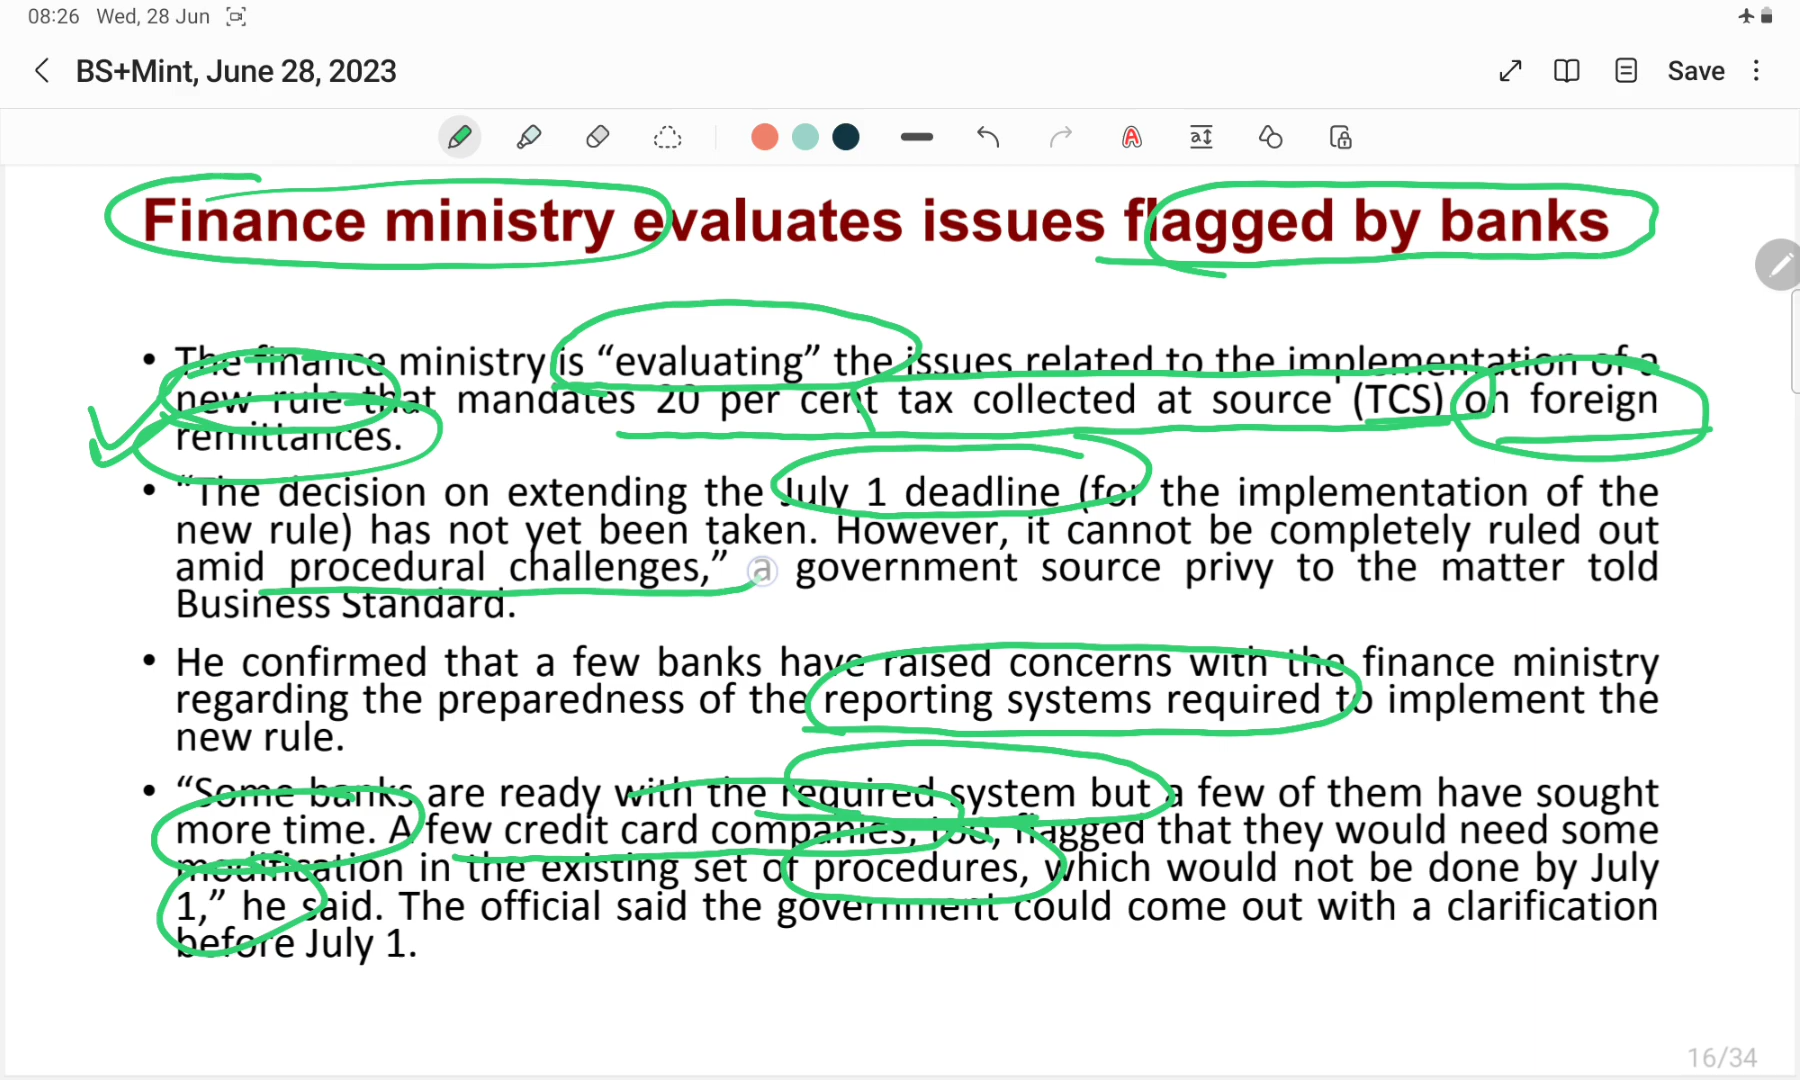 08:26 Wed, 28 Jun
BS+Mint, June 28, 2023
Save
Finance ministry evaluates issues flagged by banks
• The finance ministry is “evaluating” the issues related to the implementation of a
new rule that mandates 20 per cent tax collected at source (TCS) on foreign
remittances.
• “The decision on extending the July 1 deadline (for the implementation of the
new rule) has not yet been taken. However, it cannot be completely ruled out
amid procedural challenges,” a government source privy to the matter told
Business Standard.
• He confirmed that a few banks have raised concerns with the finance ministry
regarding the preparedness of the reporting systems required to implement the
new rule.
• “Some banks are ready with the required system but a few of them have sought
more time. A few credit card companies, too, flagged that they would need some
modification in the existing set of procedures, which would not be done by July
1,” he said. The official said the government could come out with a clarification
before July 1.
16/34